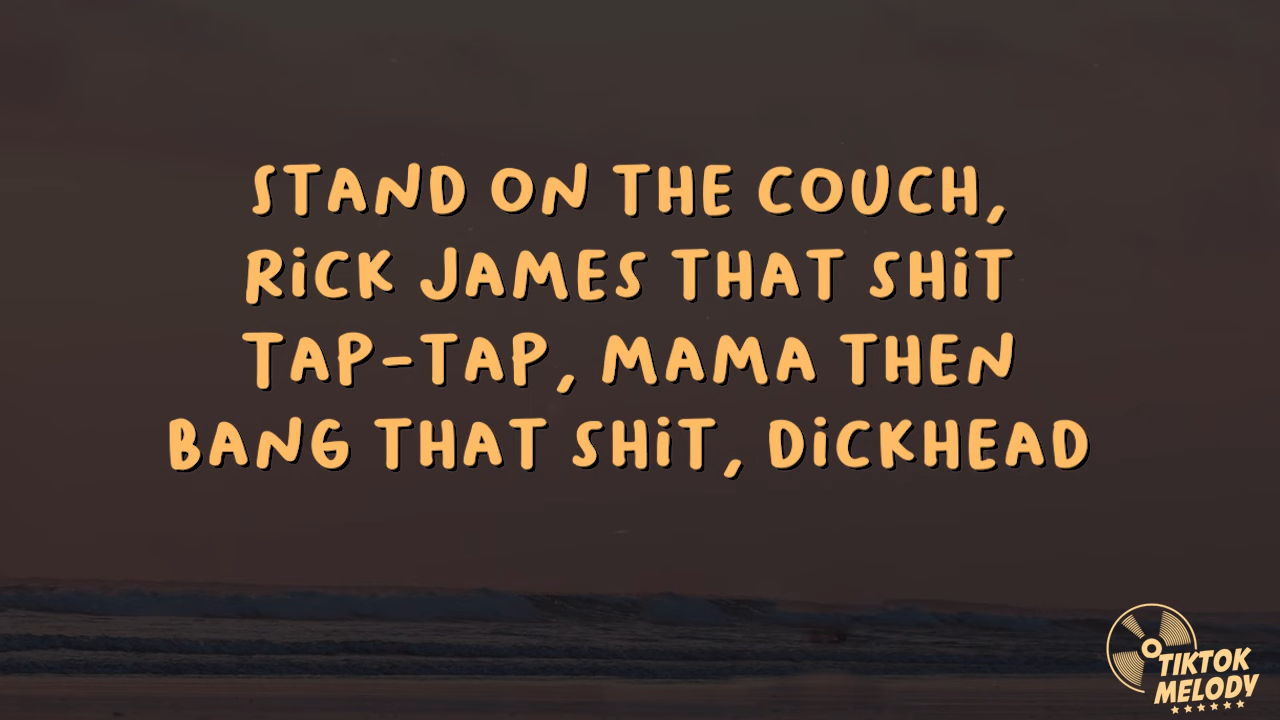 STAND ON THE COUCH,
RiCK JAMES THAT SHiT
TAP-TAP, MAMA THEN
BANG THAT SHiT, DiCKHEAD
TIKTOK
MELODY